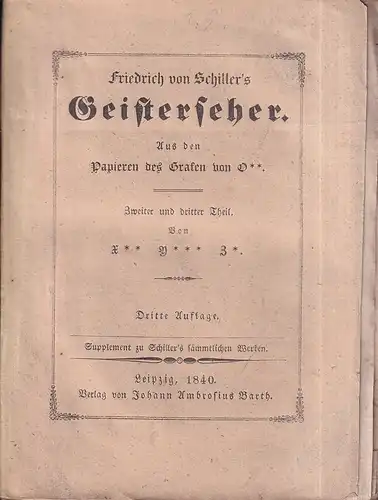 Friedrich von Schiller's
Geisterseher.
Aus den
Papieren des Grafen von O**.
Zweiter und dritter Theil.
Von
X** Y*** Z*.
Dritte Auflage.
Supplement zu Schiller's sämmtlichen Werken.
Leipzig, 1840.
Verlag von Johann Ambrosius Barth.